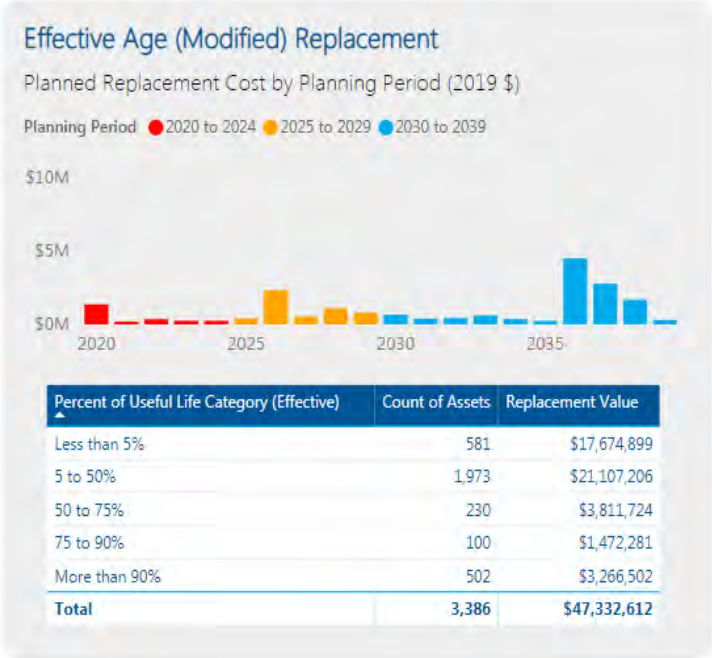 Effective Age (Modified) Replacement
Planned Replacement Cost by Planning Period (2019 $)
Planning Period 2020 to 2024 2025 to 2029 2030 to 2039
$10M
$5M
$0M
2020 2025 2030 2035
Percent of Useful Life Category (Effective) Count of Assets Replacement Value
Less than 5% 581 $17,674,899
5 to 50% 1,973 $21,107,206
50 to 75% 230 $3,811,724
75 to 90% 100 $1,472,281
More than 90% 502 $3,266,502
Total 3,386 $47,332,612